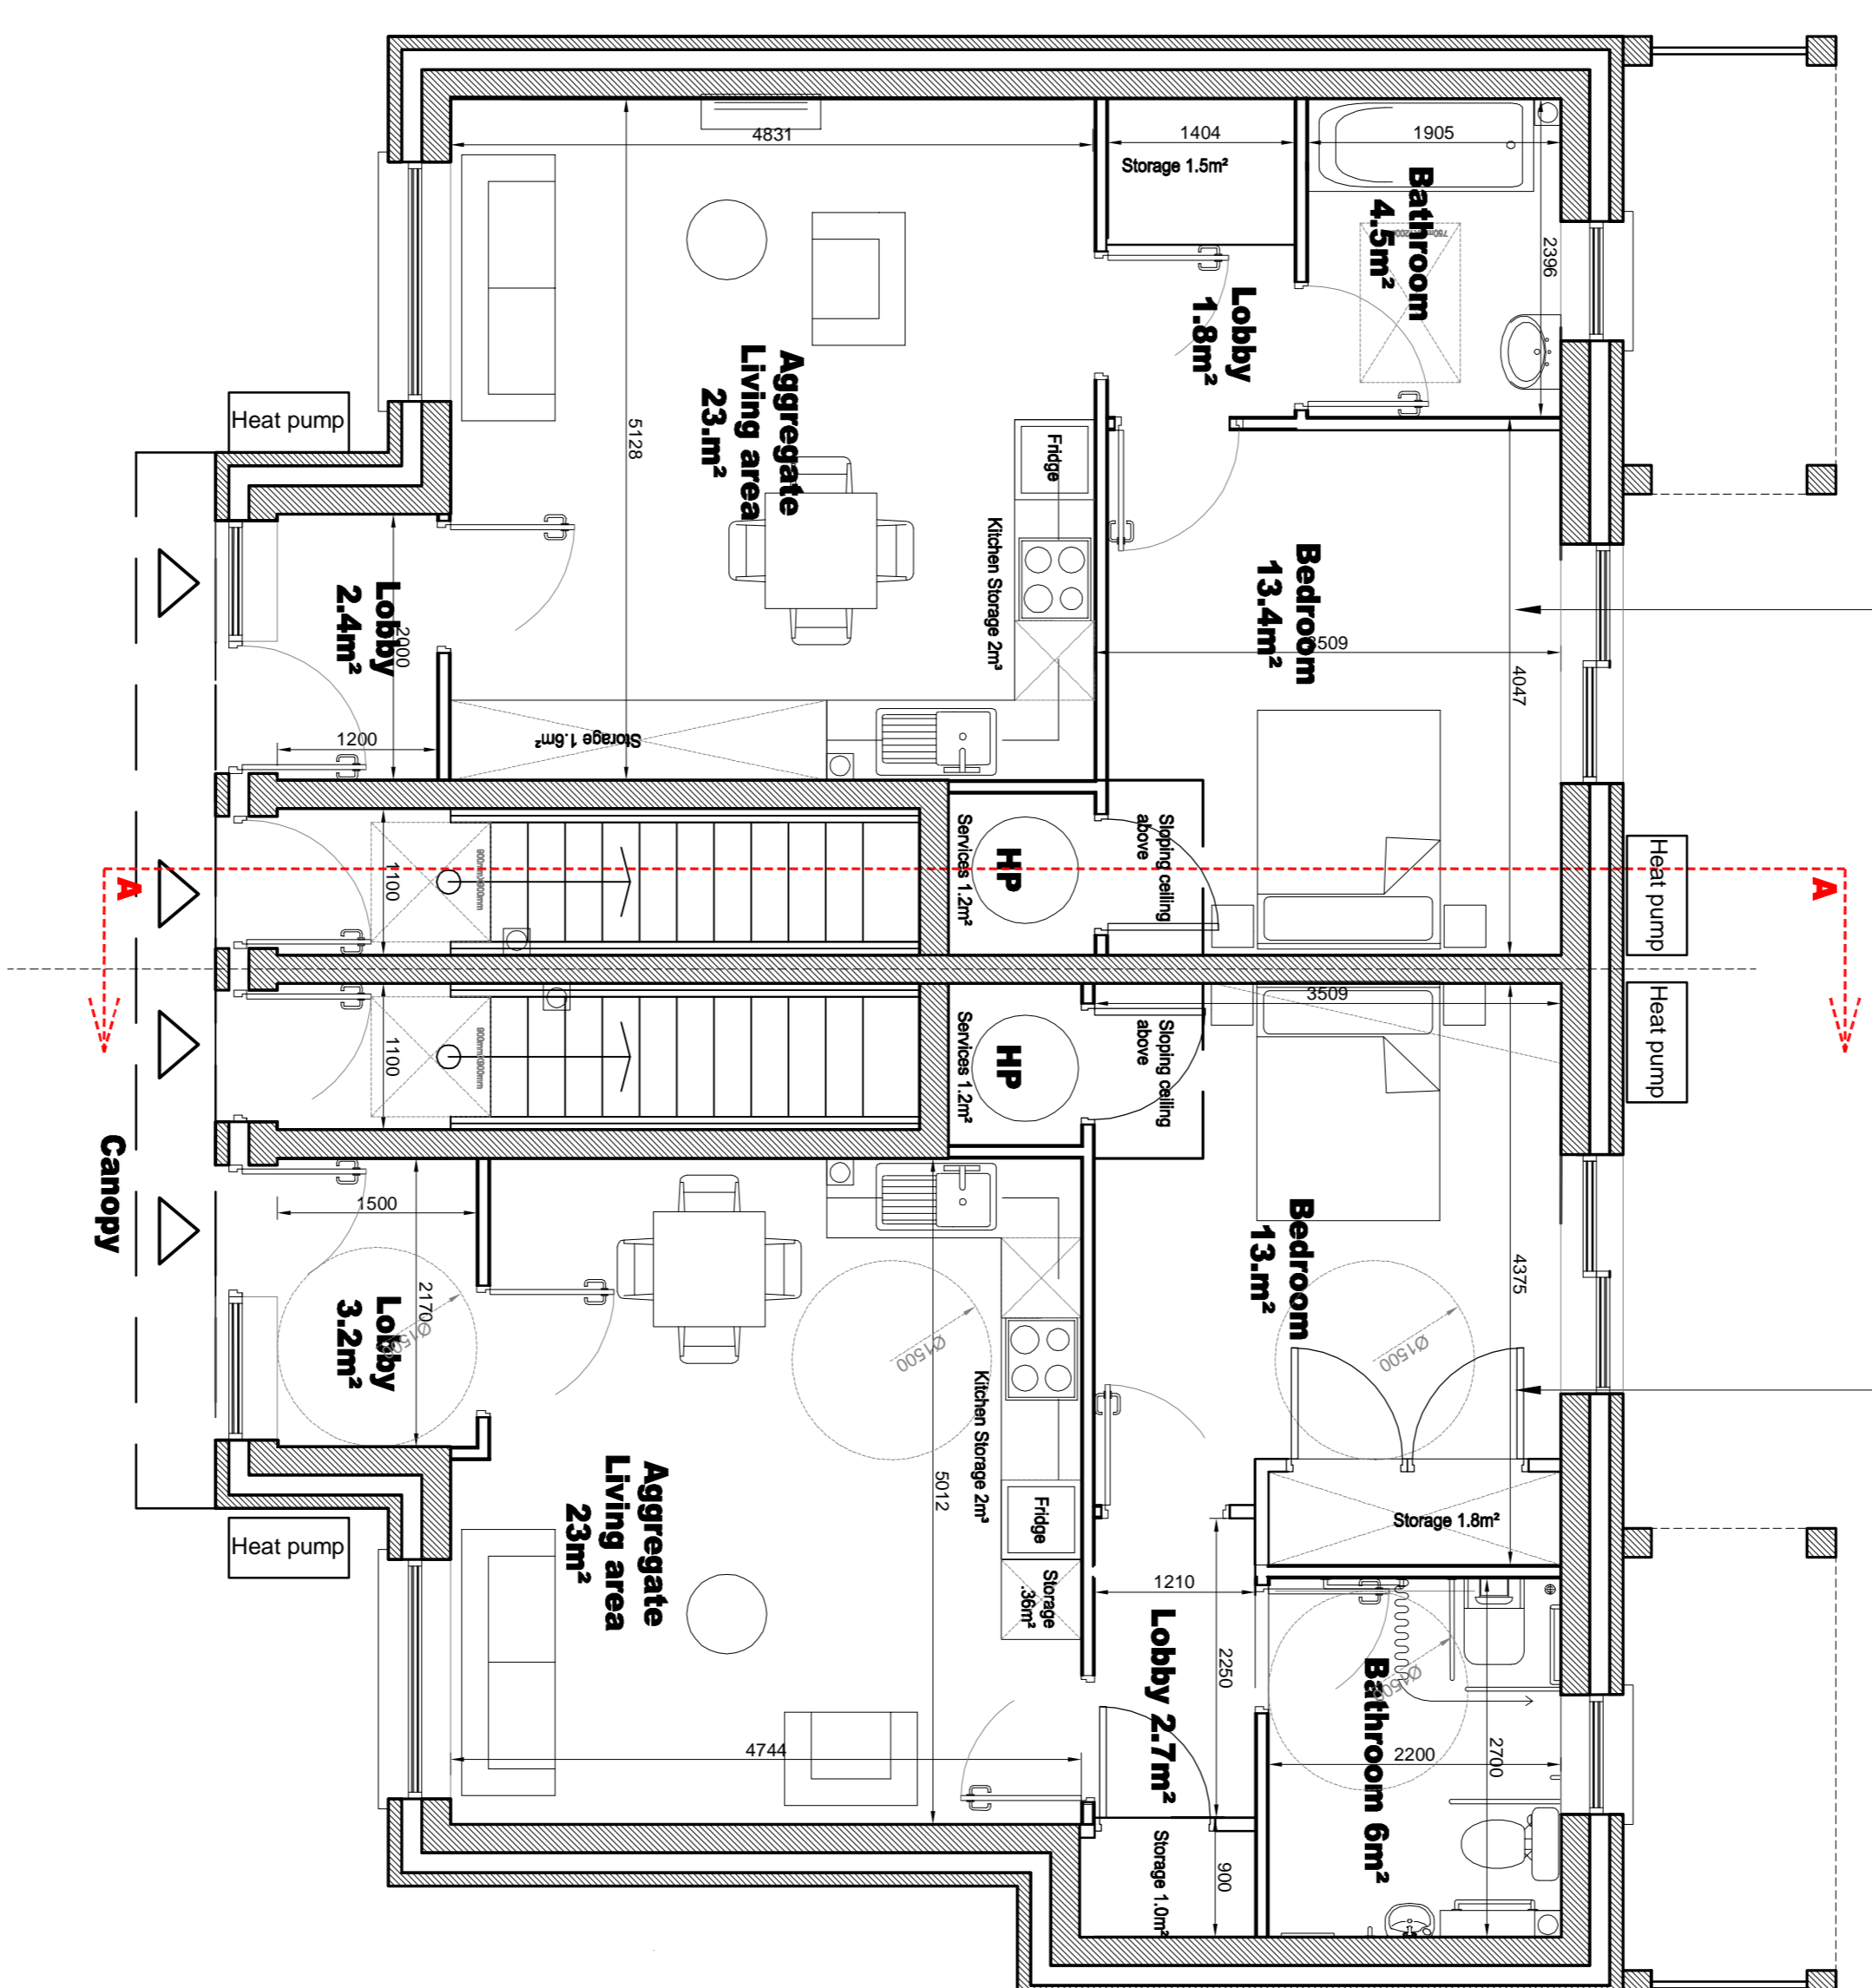 4831
1404
1905
Storage 1.5m²
Bathroom
4.5m²
2396
Lobby
1.8m²
Aggregate
Living area
23.m²
5128
Heat pump
Fridge
Kitchen Storage 2m³
Bedroom
13.4m²
3509
4047
Lobby
2.4m²
2000
1200
Storage 1.6m²
Sloping ceiling
above
Services 1.2m²
HP
Heat pump
900mmx900mm
1100
A
A
3509
Heat pump
Sloping ceiling
above
Services 1.2m²
HP
900mmx900mm
1100
Canopy
1500
2170
Lobby
3.2m²
Ø1500
Bedroom
13.m²
4375
Ø1500
Ø1500
Kitchen Storage 2m³
5012
Fridge
Storage
.36m²
Aggregate
Living area
23m²
Heat pump
Storage 1.8m²
1210
Lobby 2.7m²
2250
Bathroom 6m²
Ø1500
2200
2700
4744
Storage 1.0m²
900